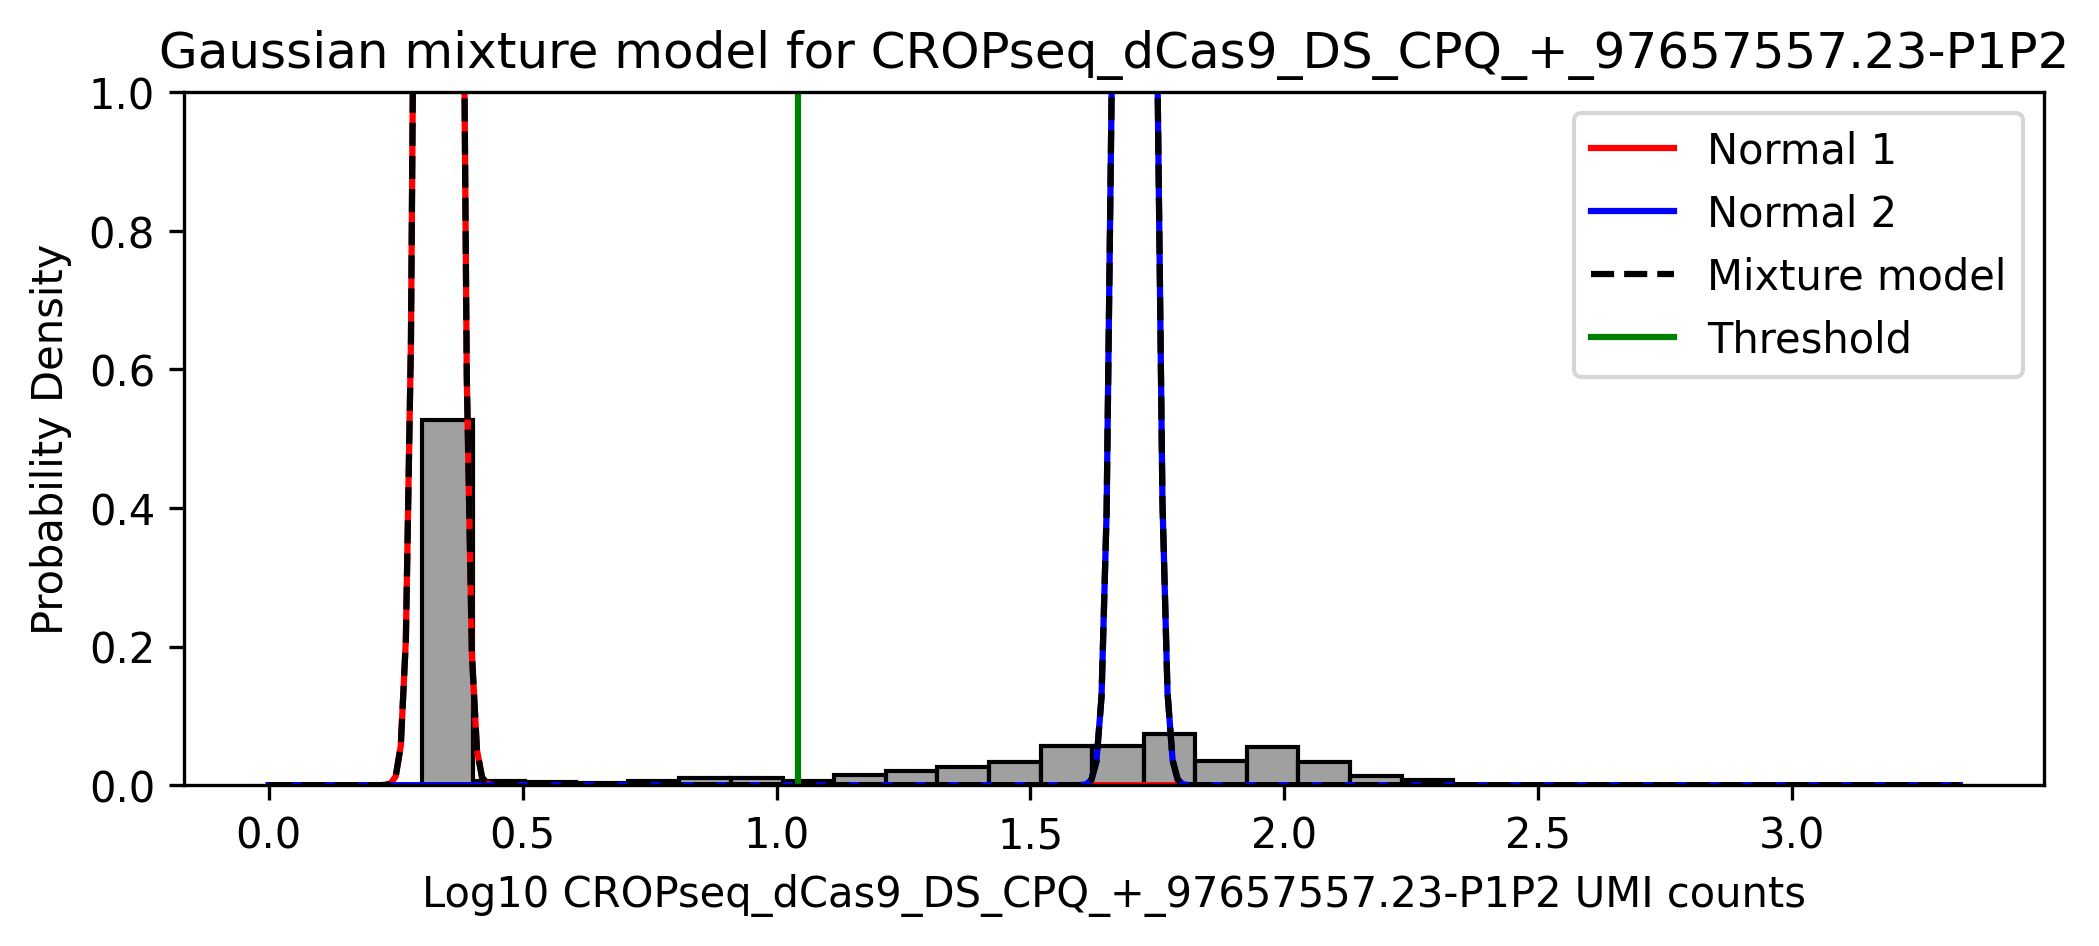 Gaussian mixture model for CROPseq_dCas9_DS_CPQ_+_97657557.23-P1P2
1.0
0.8
0.6
0.4
0.2
0.0
Probability Density
Normal 1
Normal 2
Mixture model
Threshold
0.0 0.5 1.0 1.5 2.0 2.5 3.0
Log10 CROPseq_dCas9_DS_CPQ_+_97657557.23-P1P2 UMI counts